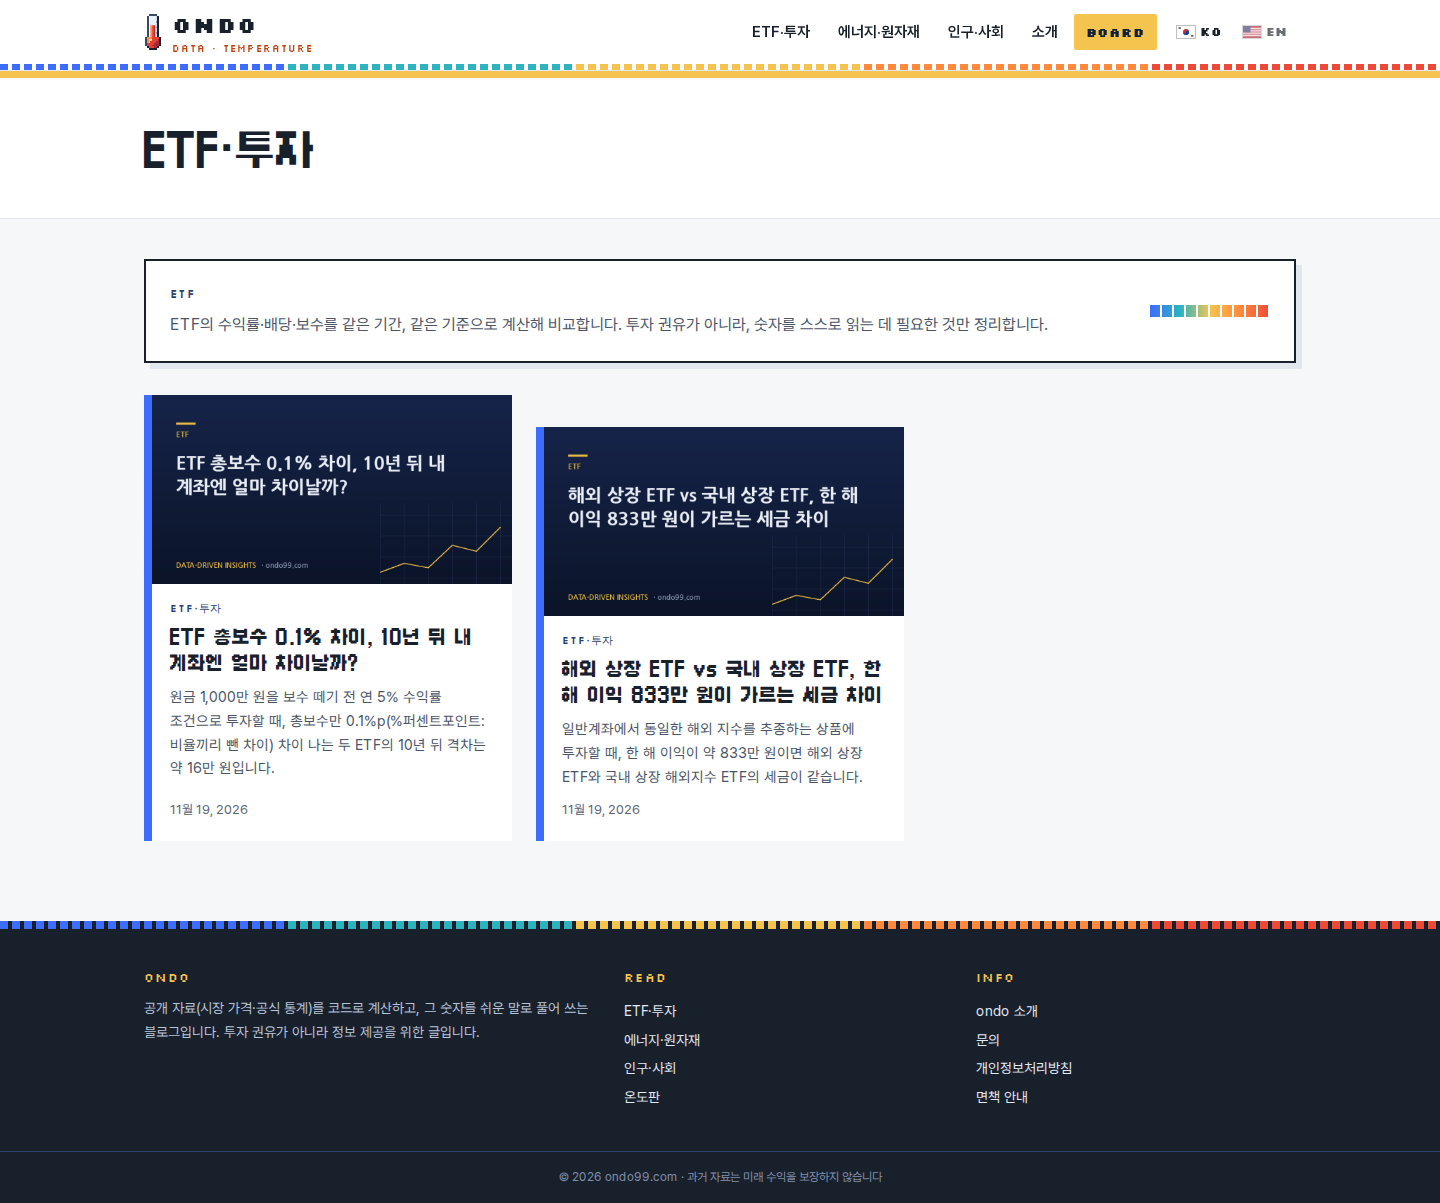 ONDO
DATA · TEMPERATURE
ETF·투자
에너지·원자재
인구·사회
소개
BOARD
KO
EN
ETF·투자
ETF
ETF의 수익률·배당·보수를 같은 기간, 같은 기준으로 계산해 비교합니다. 투자 권유가 아니라, 숫자를 스스로 읽는 데 필요한 것만 정리합니다.
ETF
ETF 총보수 0.1% 차이, 10년 뒤 내
계좌엔 얼마 차이날까?
DATA-DRIVEN INSIGHTS · ondo99.com
ETF·투자
ETF 총보수 0.1% 차이, 10년 뒤 내
계좌엔 얼마 차이날까?
원금 1,000만 원을 보수 떼기 전 연 5% 수익률
조건으로 투자할 때, 총보수만 0.1%p(%퍼센트포인트:
비율끼리 뺀 차이) 차이 나는 두 ETF의 10년 뒤 격차는
약 16만 원입니다.
11월 19, 2026
ETF
해외 상장 ETF vs 국내 상장 ETF, 한 해
이익 833만 원이 가르는 세금 차이
DATA-DRIVEN INSIGHTS · ondo99.com
ETF·투자
해외 상장 ETF vs 국내 상장 ETF, 한
해 이익 833만 원이 가르는 세금 차이
일반계좌에서 동일한 해외 지수를 추종하는 상품에
투자할 때, 한 해 이익이 약 833만 원이면 해외 상장
ETF와 국내 상장 해외지수 ETF의 세금이 같습니다.
11월 19, 2026
ONDO
공개 자료(시장 가격·공식 통계)를 코드로 계산하고, 그 숫자를 쉬운 말로 풀어 쓰는
블로그입니다. 투자 권유가 아니라 정보 제공을 위한 글입니다.
READ
ETF·투자
에너지·원자재
인구·사회
온도판
INFO
ondo 소개
문의
개인정보처리방침
면책 안내
© 2026 ondo99.com · 과거 자료는 미래 수익을 보장하지 않습니다